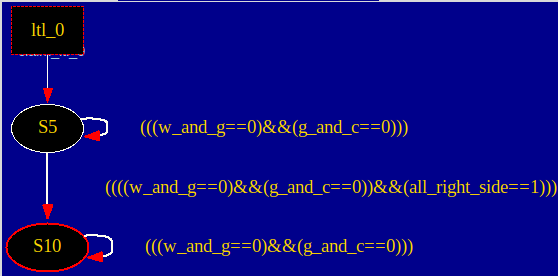 ltl_0
S5
(((w_and_g==0)&&(g_and_c==0)))
((((w_and_g==0)&&(g_and_c==0))&&(all_right_side==1)))
S10
(((w_and_g==0)&&(g_and_c==0)))